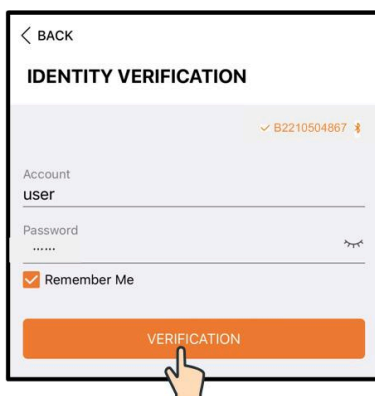 BACK
IDENTITY VERIFICATION
B2210504867
Account
user
Password
......
Remember Me
VERIFICATION